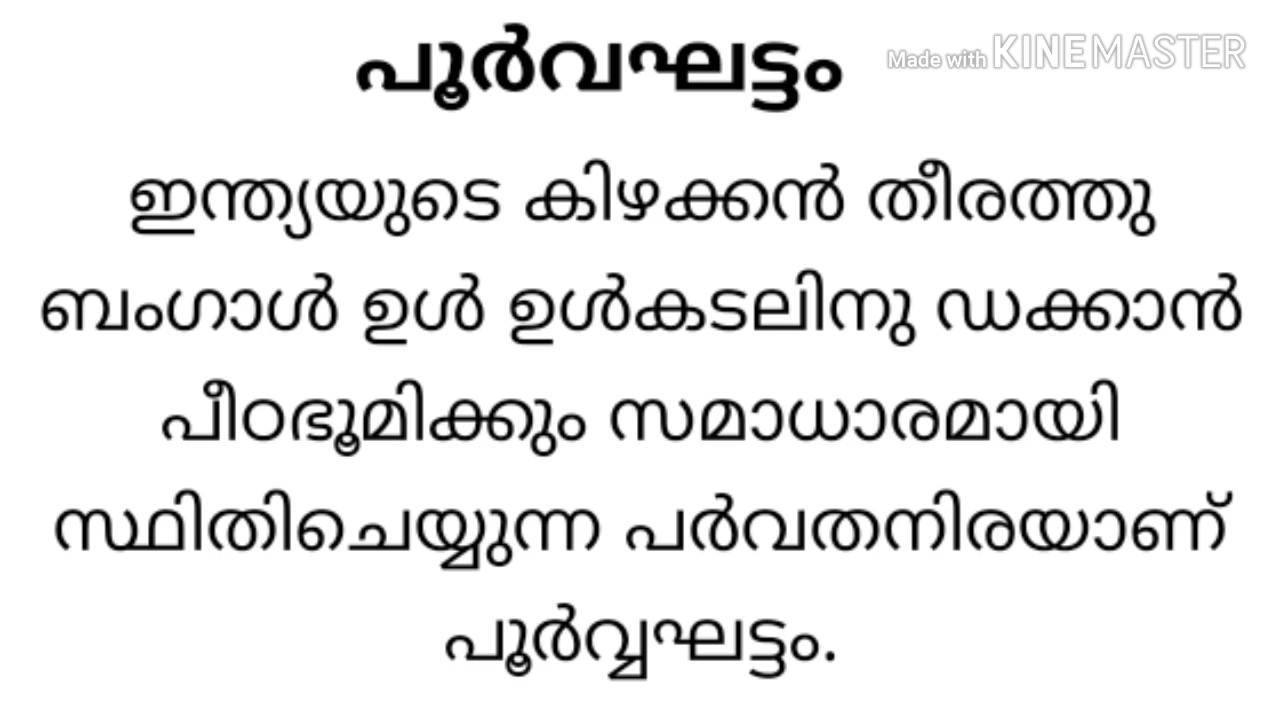 പൂർവഘട്ടം
Made with KINEMASTER
ഇന്ത്യയുടെ കിഴക്കൻ തീരത്തു
ബംഗാൾ ഉൾ ഉൾകടലിനു ഡക്കാൻ
പീഠഭൂമിക്കും സമാധാരമായി
സ്ഥിതിചെയ്യുന്ന പർവതനിരയാണ്
പൂർവ്വഘട്ടം.